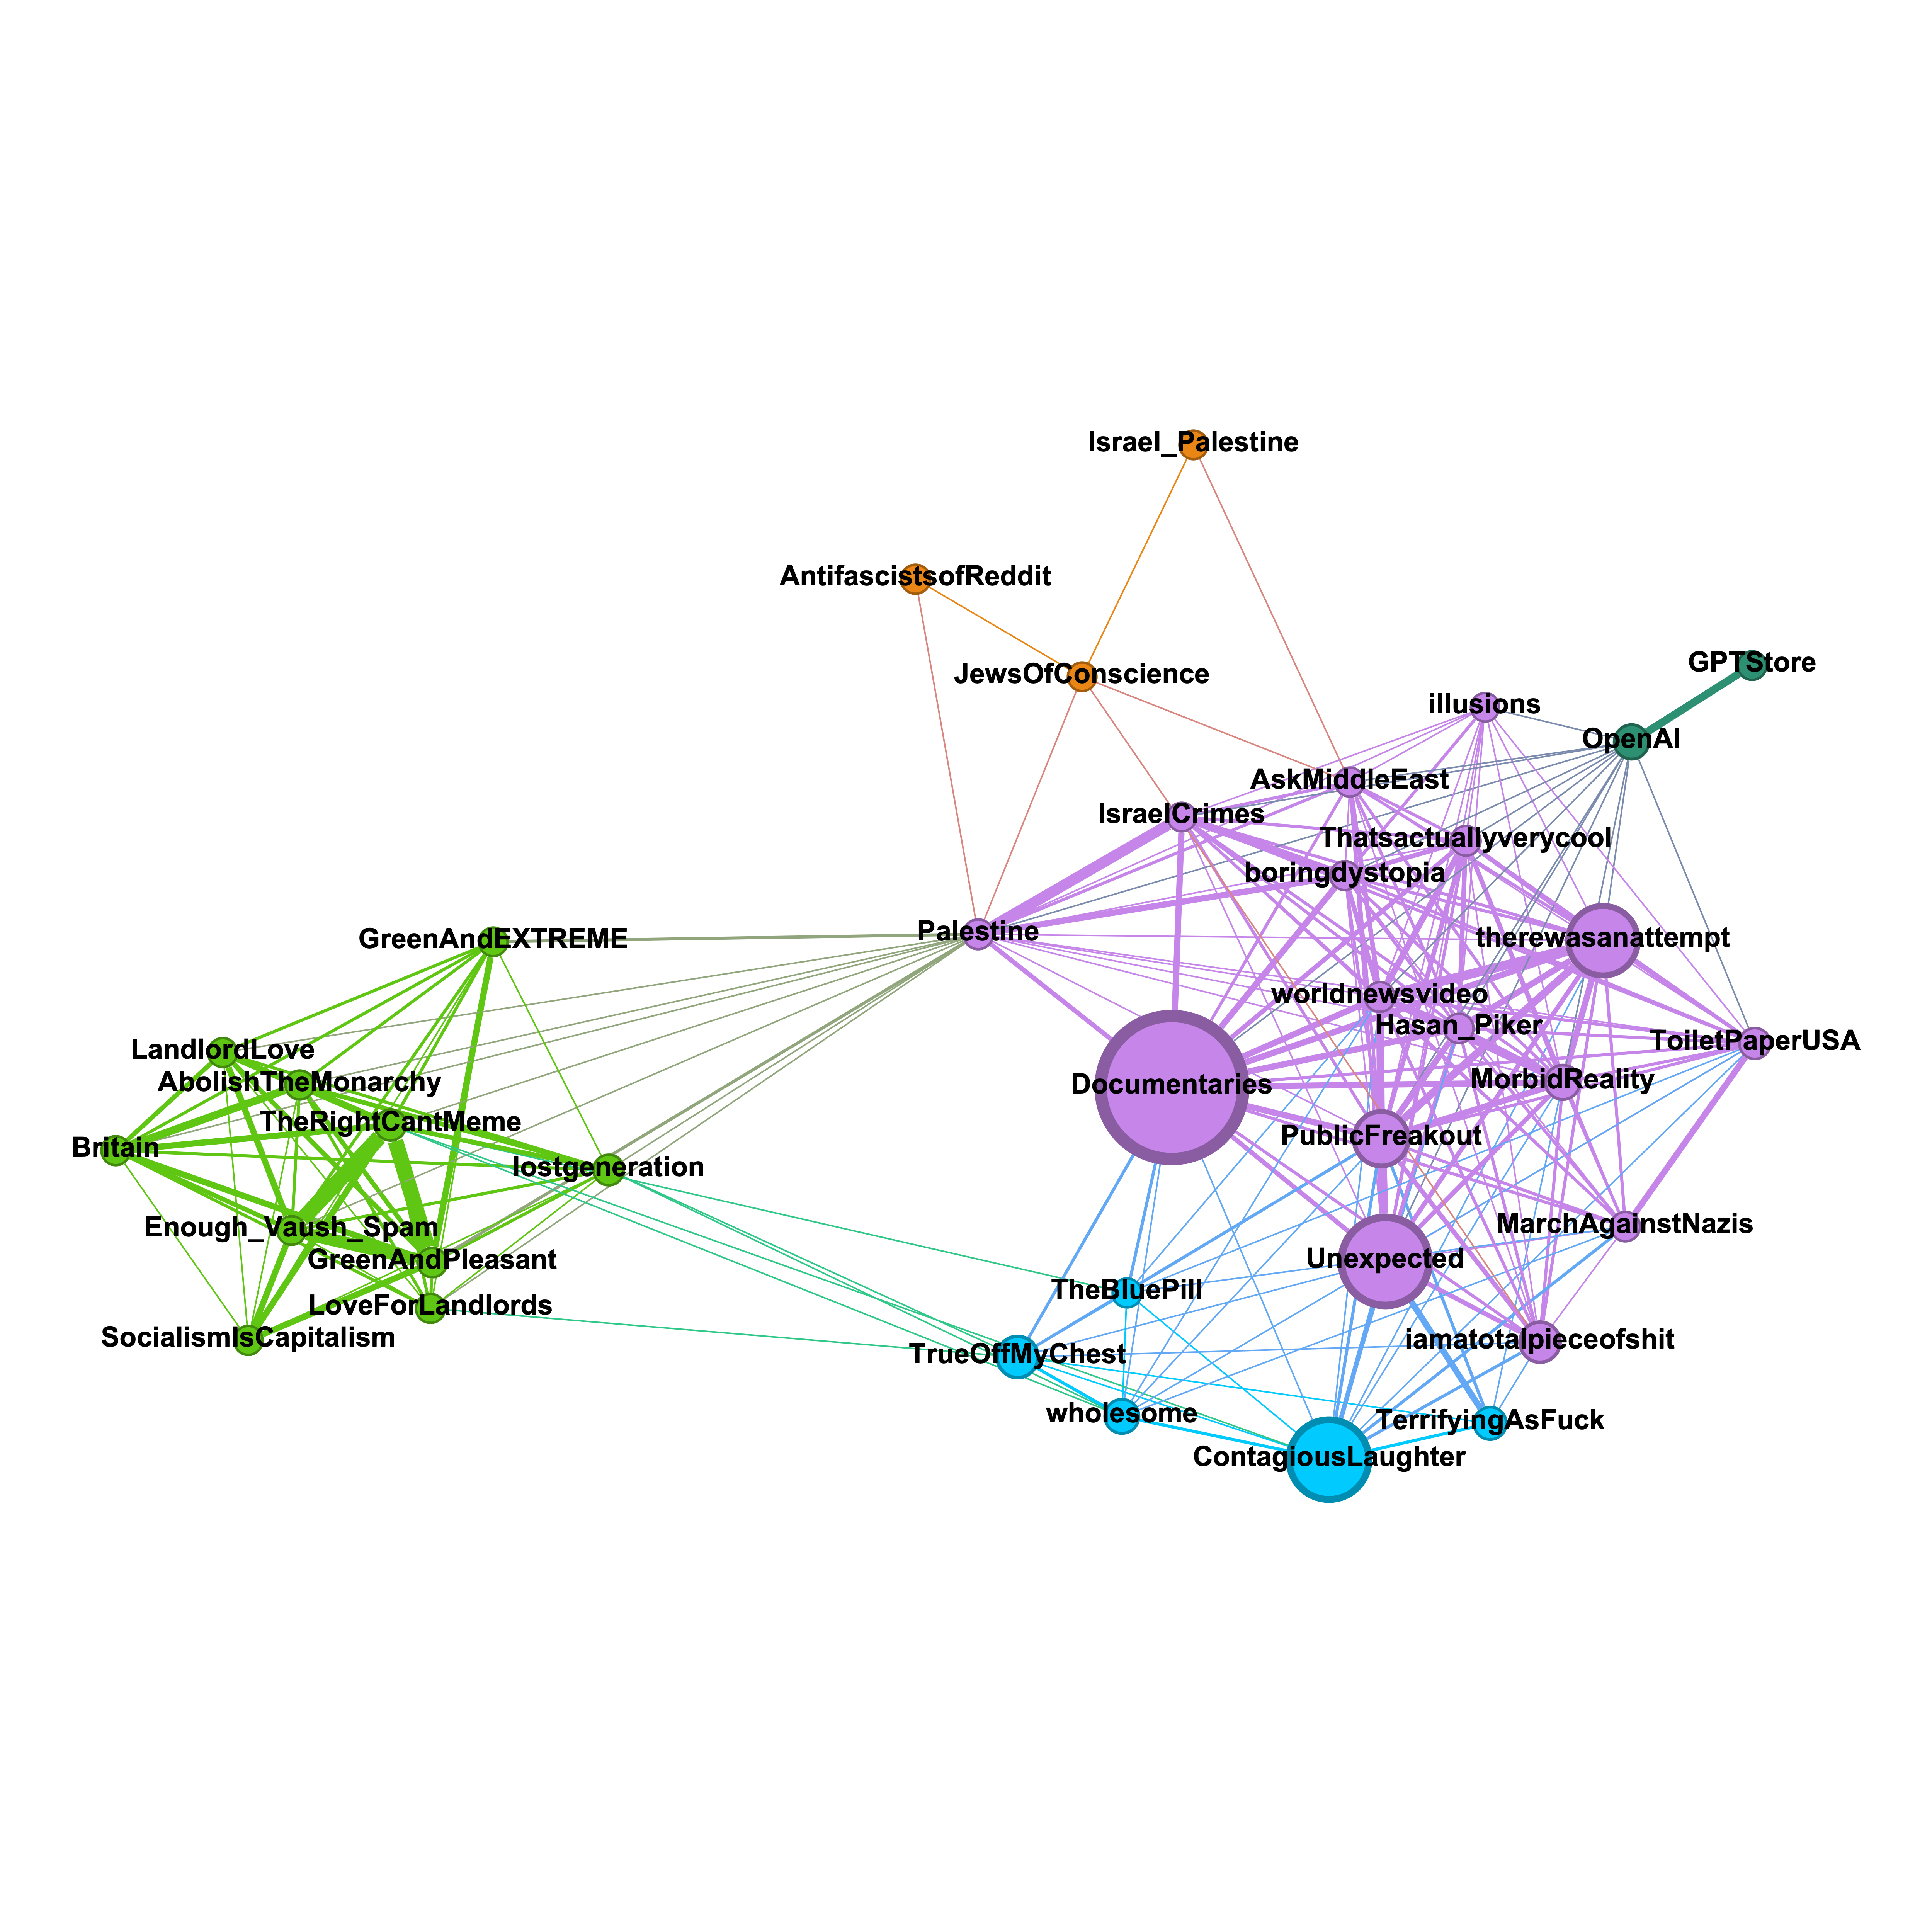 Israel_Palestine
AntifascistsofReddit
JewsOfConscience
GPTStore
illusions
OpenAI
AskMiddleEast
IsraelCrimes
Thatsactuallyverycool
boringdystopia
Palestine
GreenAndEXTREME
therewasanattempt
worldnewsvideo
Hasan_Piker
ToiletPaperUSA
LandlordLove
AbolishTheMonarchy
Documentaries
MorbidReality
TheRightCantMeme
PublicFreakout
Britain
lostgeneration
Enough_Vaush_Spam
MarchAgainstNazis
GreenAndPleasant
Unexpected
TheBluePill
LoveForLandlords
SocialismIsCapitalism
iamatotalpieceofshit
TrueOffMyChest
wholesome
TerrifyingAsFuck
ContagiousLaughter